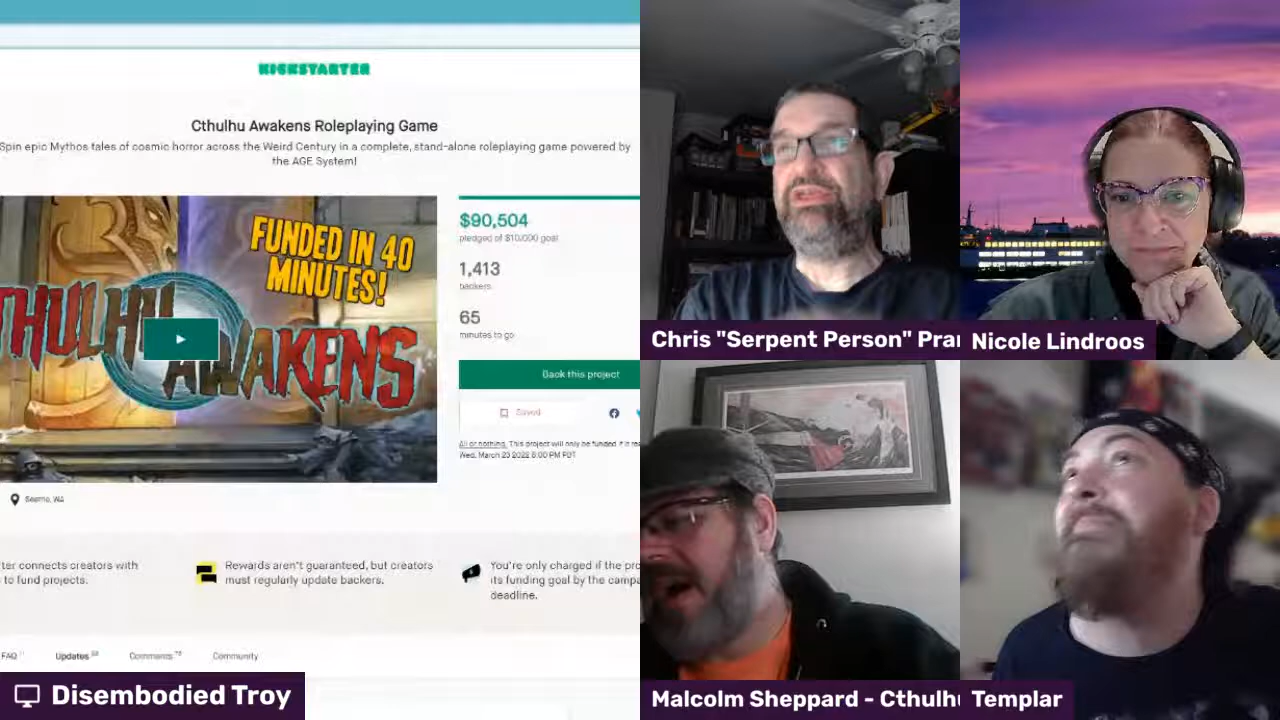 KICKSTARTER
Cthulhu Awakens Roleplaying Game
Spin epic Mythos tales of cosmic horror across the Weird Century in a complete, stand-alone roleplaying game powered by
the AGE System!
FUNDED IN 40
MINUTES!
THULHU
AWAKENS
$90,504
pledged of $10,000 goal
1,413
backers
65
minutes to go
Back this project
Saved
All or nothing. This project will only be funded if it rea
Wed, March 23 2022 6:00 PM PDT
Seattle, WA
ter connects creators with
to fund projects.
Rewards aren't guaranteed, but creators
must regularly update backers.
You're only charged if the pro
its funding goal by the campa
deadline.
FAQ
Updates
Comments
Community
Disembodied Troy
Chris "Serpent Person" Pra
Nicole Lindroos
Malcolm Sheppard - Cthulh
Templar